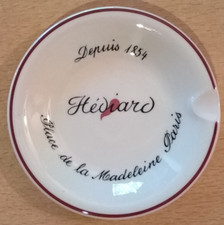 Depuis 1854
Hédiard
Place de la Madeleine Paris